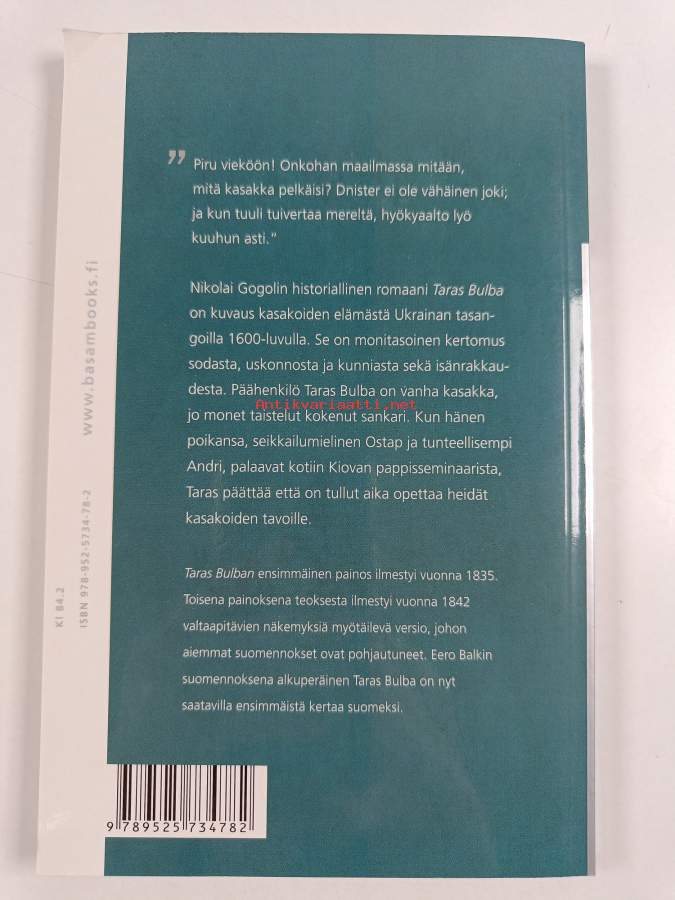 ” Piru vieköön! Onkohan maailmassa mitään,
mitä kasakka pelkäisi? Dnister ei ole vähäinen joki;
ja kun tuuli tuivertaa mereltä, hyökyaalto lyö
kuuhun asti.”
Nikolai Gogolin historiallinen romaani Taras Bulba
on kuvaus kasakoiden elämästä Ukrainan tasan-
goilla 1600-luvulla. Se on monitasoinen kertomus
sodasta, uskonnosta ja kunniasta sekä isänrakkau-
desta. Päähenkilö Taras Bulba on vanha kasakka,
Antikvariaatti.net
jo monet taistelut kokenut sankari. Kun hänen
poikansa, seikkailumielinen Ostap ja tunteellisempi
Andri, palaavat kotiin Kiovan pappisseminaarista,
Taras päättää että on tullut aika opettaa heidät
kasakoiden tavoille.
Taras Bulban ensimmäinen painos ilmestyi vuonna 1835.
Toisena painoksena teoksesta ilmestyi vuonna 1842
valtaapitävien näkemyksiä myötäilevä versio, johon
aiemmat suomennokset ovat pohjautuneet. Eero Balkin
suomennoksena alkuperäinen Taras Bulba on nyt
saatavilla ensimmäistä kertaa suomeksi.
www.basambooks.fi
Kl 84.2
ISBN 978-952-5734-78-2
9 789525 734782